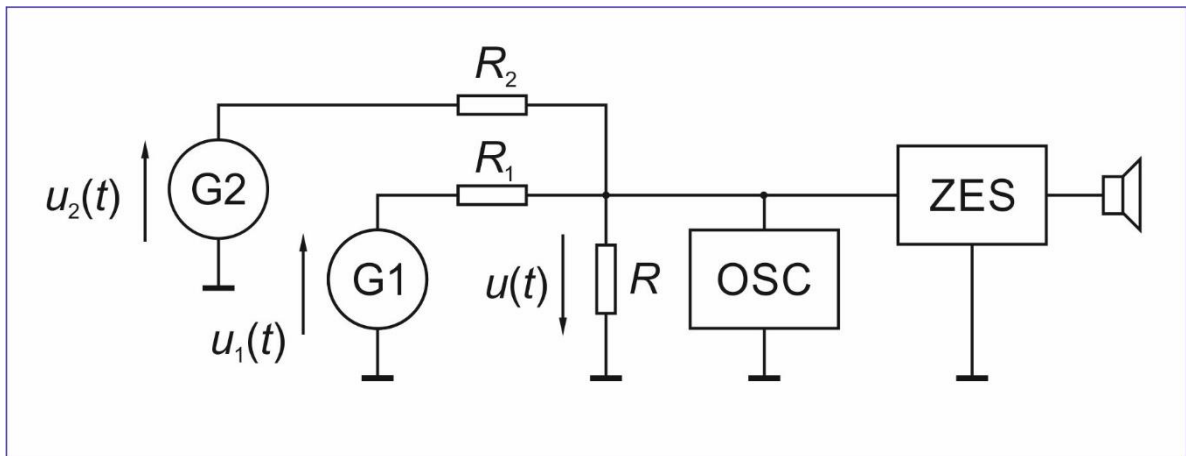 R₂
G2
u₂(t)
R₁
ZES
G1
u₁(t)
u(t)
R
OSC